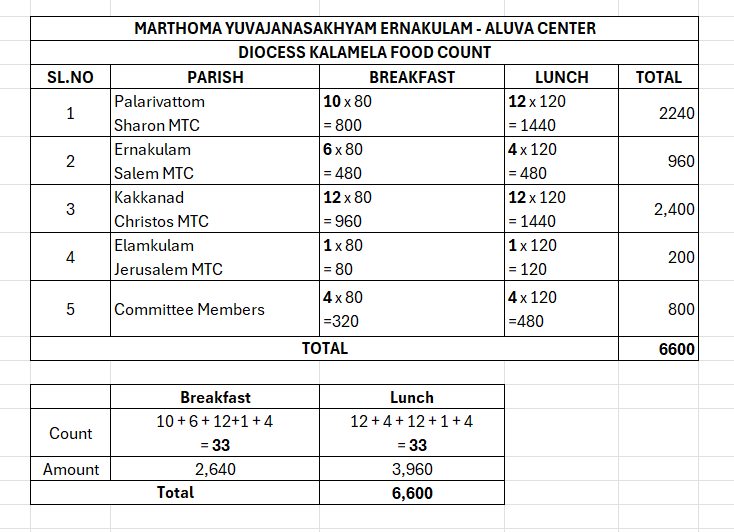 MARTHOMA YUVAJANASAKHYAM ERNAKULAM - ALUVA CENTER
DIOCESS KALAMELA FOOD COUNT
SL.NO PARISH BREAKFAST LUNCH TOTAL
1 Palarivattom Sharon MTC 10 x 80 = 800 12 x 120 = 1440 2240
2 Ernakulam Salem MTC 6 x 80 = 480 4 x 120 = 480 960
3 Kakkanad Christos MTC 12 x 80 = 960 12 x 120 = 1440 2,400
4 Elamkulam Jerusalem MTC 1 x 80 = 80 1 x 120 = 120 200
5 Committee Members 4 x 80 =320 4 x 120 =480 800
TOTAL 6600
Breakfast Lunch
Count 10 + 6 + 12+1 + 4 = 33 12 + 4 + 12 + 1 + 4 = 33
Amount 2,640 3,960
Total 6,600